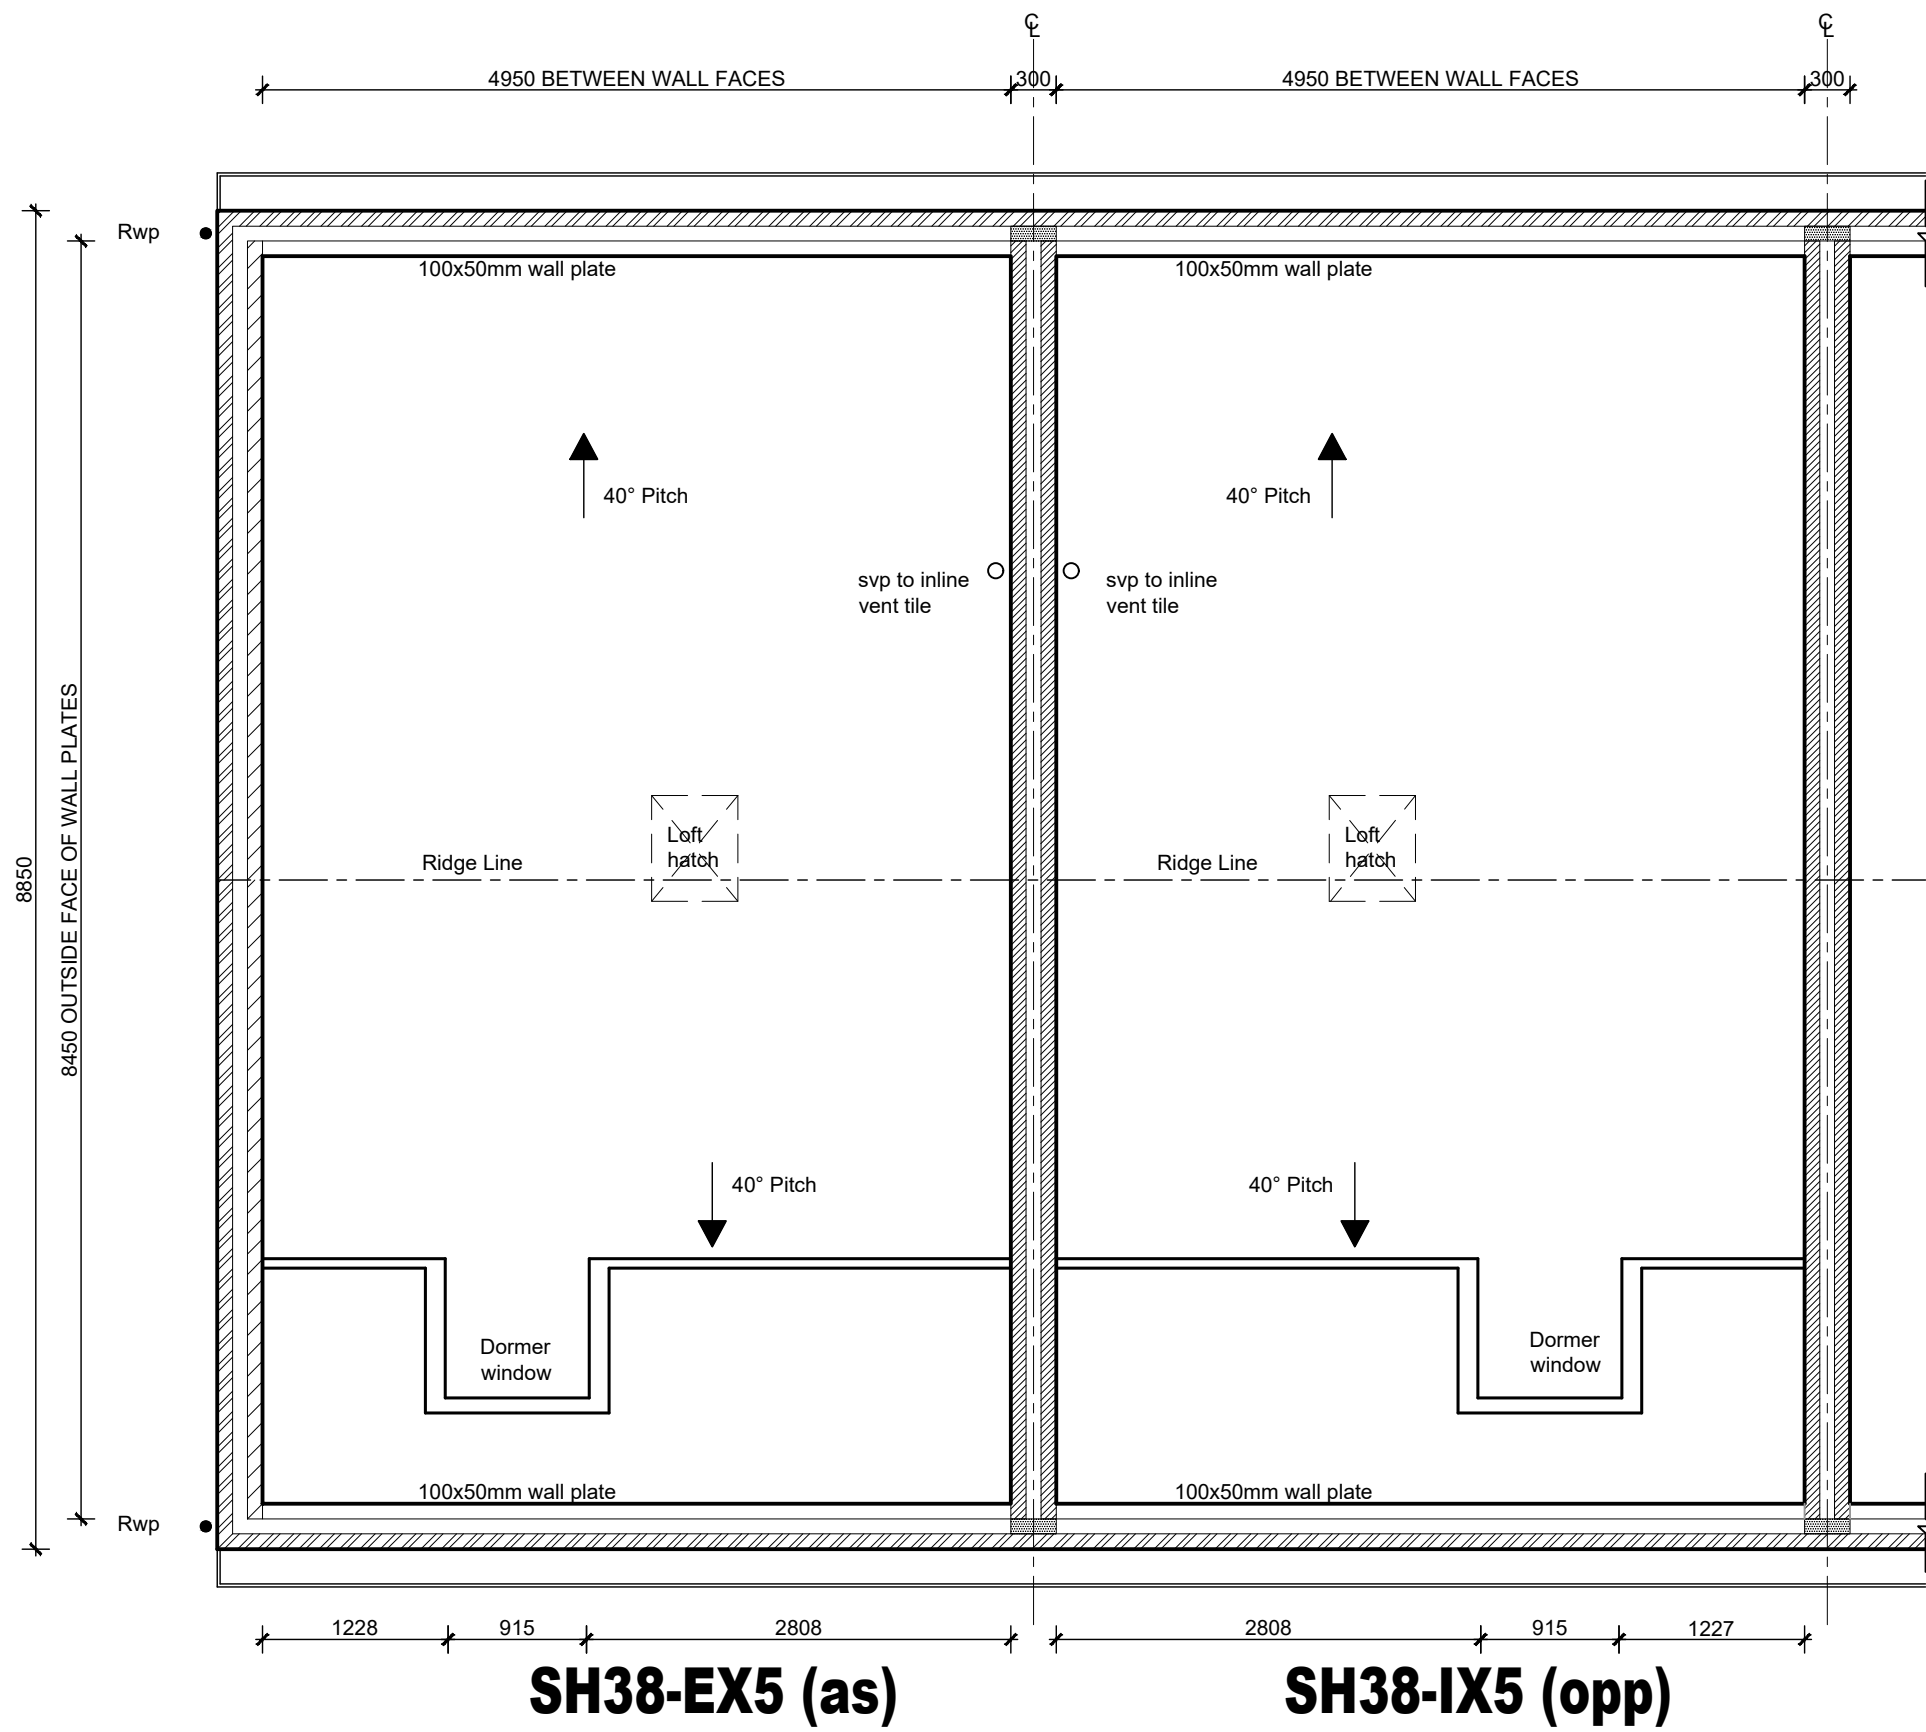 ℄
℄
4950 BETWEEN WALL FACES
300
4950 BETWEEN WALL FACES
300
Rwp
100x50mm wall plate
100x50mm wall plate
40° Pitch
40° Pitch
svp to inline
vent tile
svp to inline
vent tile
8850
8450 OUTSIDE FACE OF WALL PLATES
Loft
hatch
Loft
hatch
Ridge Line
Ridge Line
40° Pitch
40° Pitch
Dormer
window
Dormer
window
100x50mm wall plate
100x50mm wall plate
Rwp
1228
915
2808
2808
915
1227
SH38-EX5 (as)
SH38-IX5 (opp)